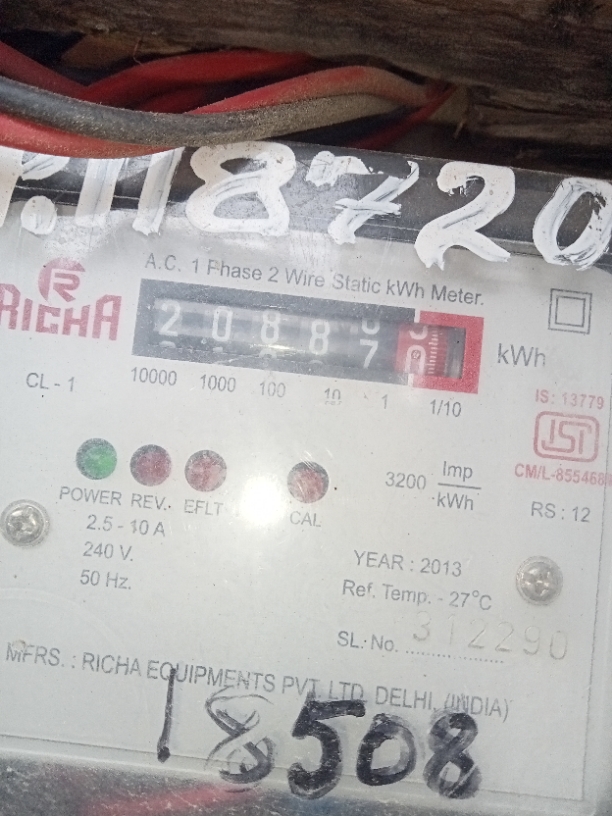 118720
A.C. 1 Phase 2 Wire Static kWh Meter.
RICHA
2 0 8 8 7
kWh
CL - 1
10000 1000 100 10 1 1/10
IS : 13779
ISI
CM/L-855468
3200 Imp/kWh
POWER REV. EFLT CAL
RS : 12
2.5 - 10 A
240 V.
50 Hz.
YEAR : 2013
Ref. Temp. - 27°C
SL. No. 312290
MFRS. : RICHA EQUIPMENTS PVT. LTD. DELHI. (INDIA)
18508